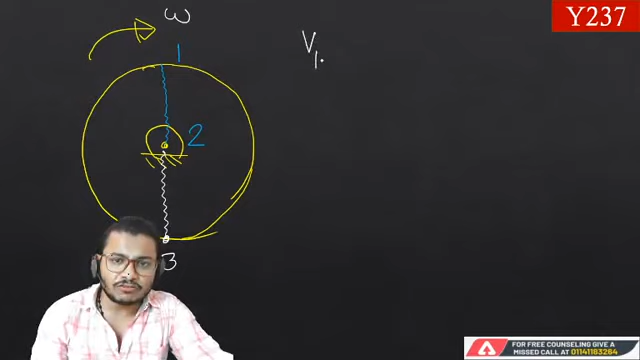 Y237
ω
1
V₁.
2
3
FOR FREE COUNSELING GIVE A
MISSED CALL AT 01141183264